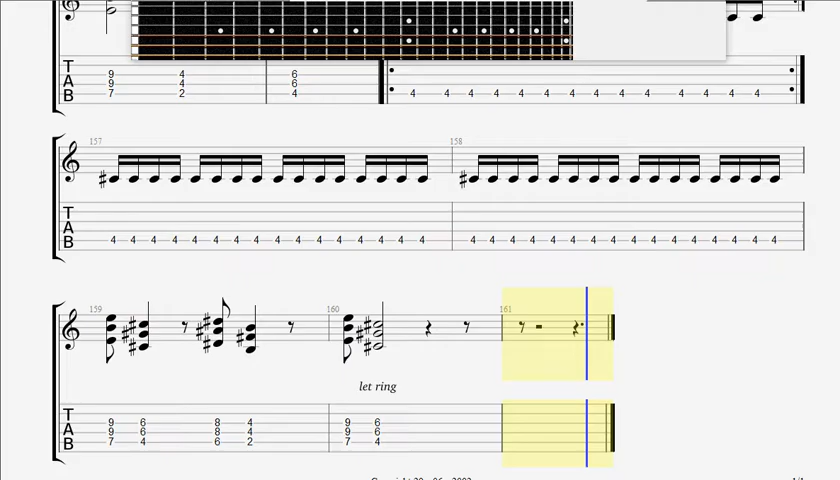 T 9 4 6
A 9 4 6
B 7 2 4 4 4 4 4 4 4 4 4 4 4 4 4 4
157 158
T
A
B 4 4 4 4 4 4 4 4 4 4 4 4 4 4 4 4 4 4 4 4 4 4 4 4 4 4 4 4 4 4 4 4
159 160 161
let ring
T 9 6 8 4 9 6
A 9 6 8 4 9 6
B 7 4 6 2 7 4
1/1